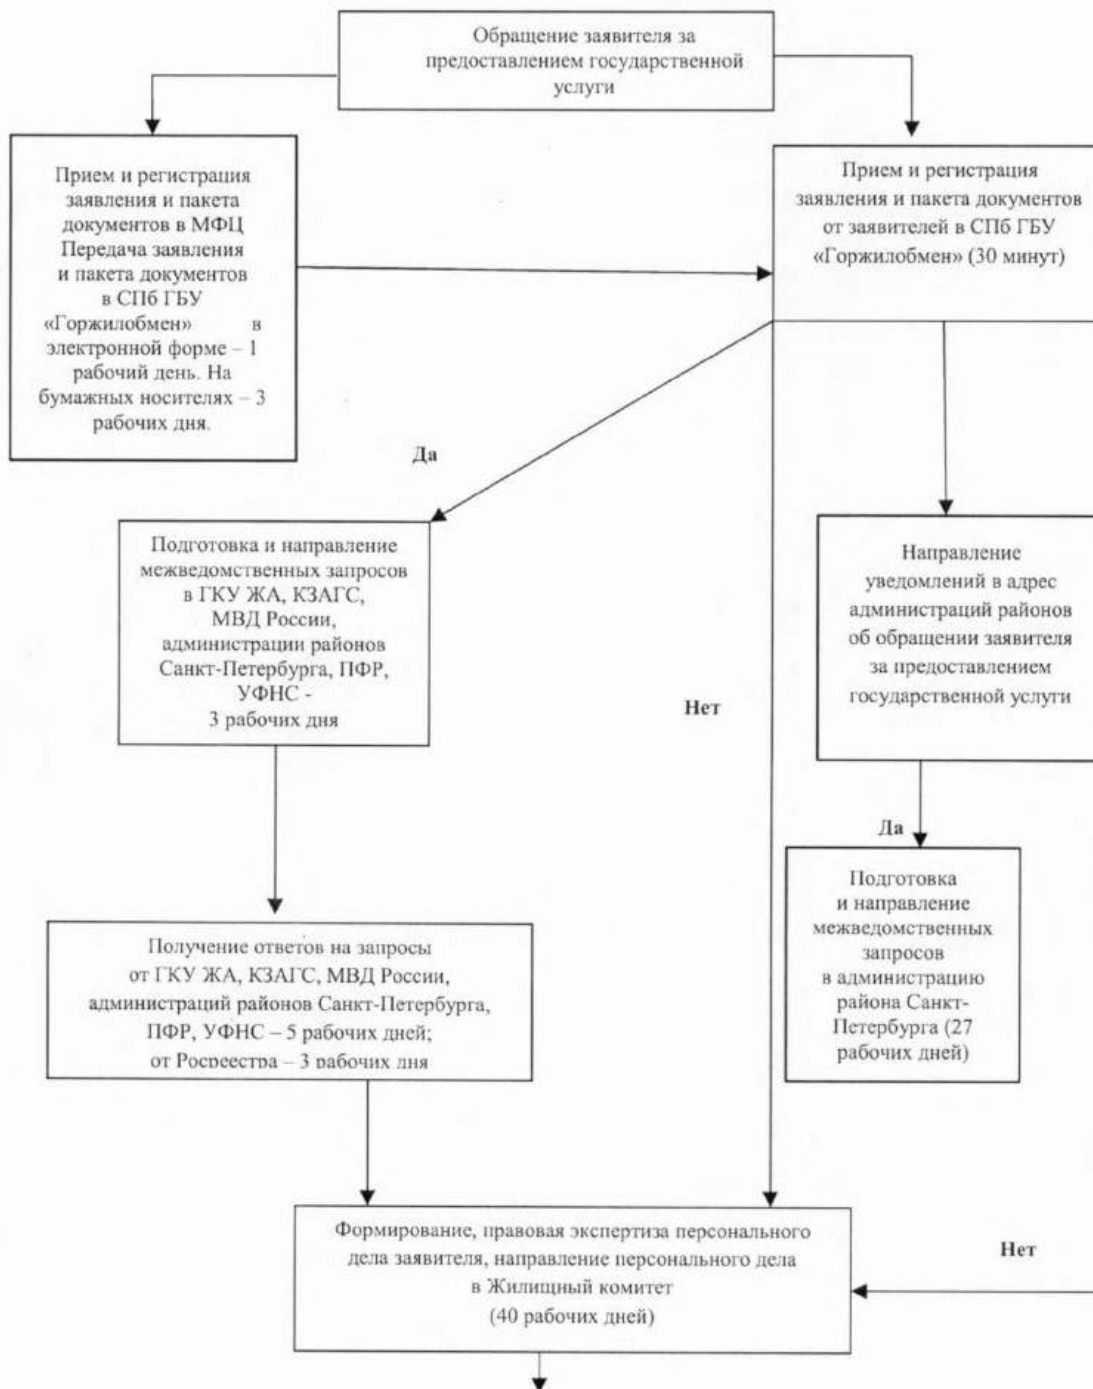 Обращение заявителя за
предоставлением государственной
услуги
Прием и регистрация
заявления и пакета
документов в МФЦ
Передача заявления
и пакета документов
в СПб ГБУ
«Горжилобмен» в
электронной форме – 1
рабочий день. На
бумажных носителях – 3
рабочих дня.
Прием и регистрация
заявления и пакета документов
от заявителей в СПб ГБУ
«Горжилобмен» (30 минут)
Да
Подготовка и направление
межведомственных запросов
в ГКУ ЖА, КЗАГС,
МВД России,
администрации районов
Санкт-Петербурга, ПФР,
УФНС -
3 рабочих дня
Нет
Направление
уведомлений в адрес
администраций районов
об обращении заявителя
за предоставлением
государственной услуги
Да
Подготовка
и направление
межведомственных
запросов
в администрацию
района Санкт-
Петербурга (27
рабочих дней)
Получение ответов на запросы
от ГКУ ЖА, КЗАГС, МВД России,
администраций районов Санкт-Петербурга,
ПФР, УФНС – 5 рабочих дней;
от Росреестра – 3 рабочих дня
Формирование, правовая экспертиза персонального
дела заявителя, направление персонального дела
в Жилищный комитет
(40 рабочих дней)
Нет